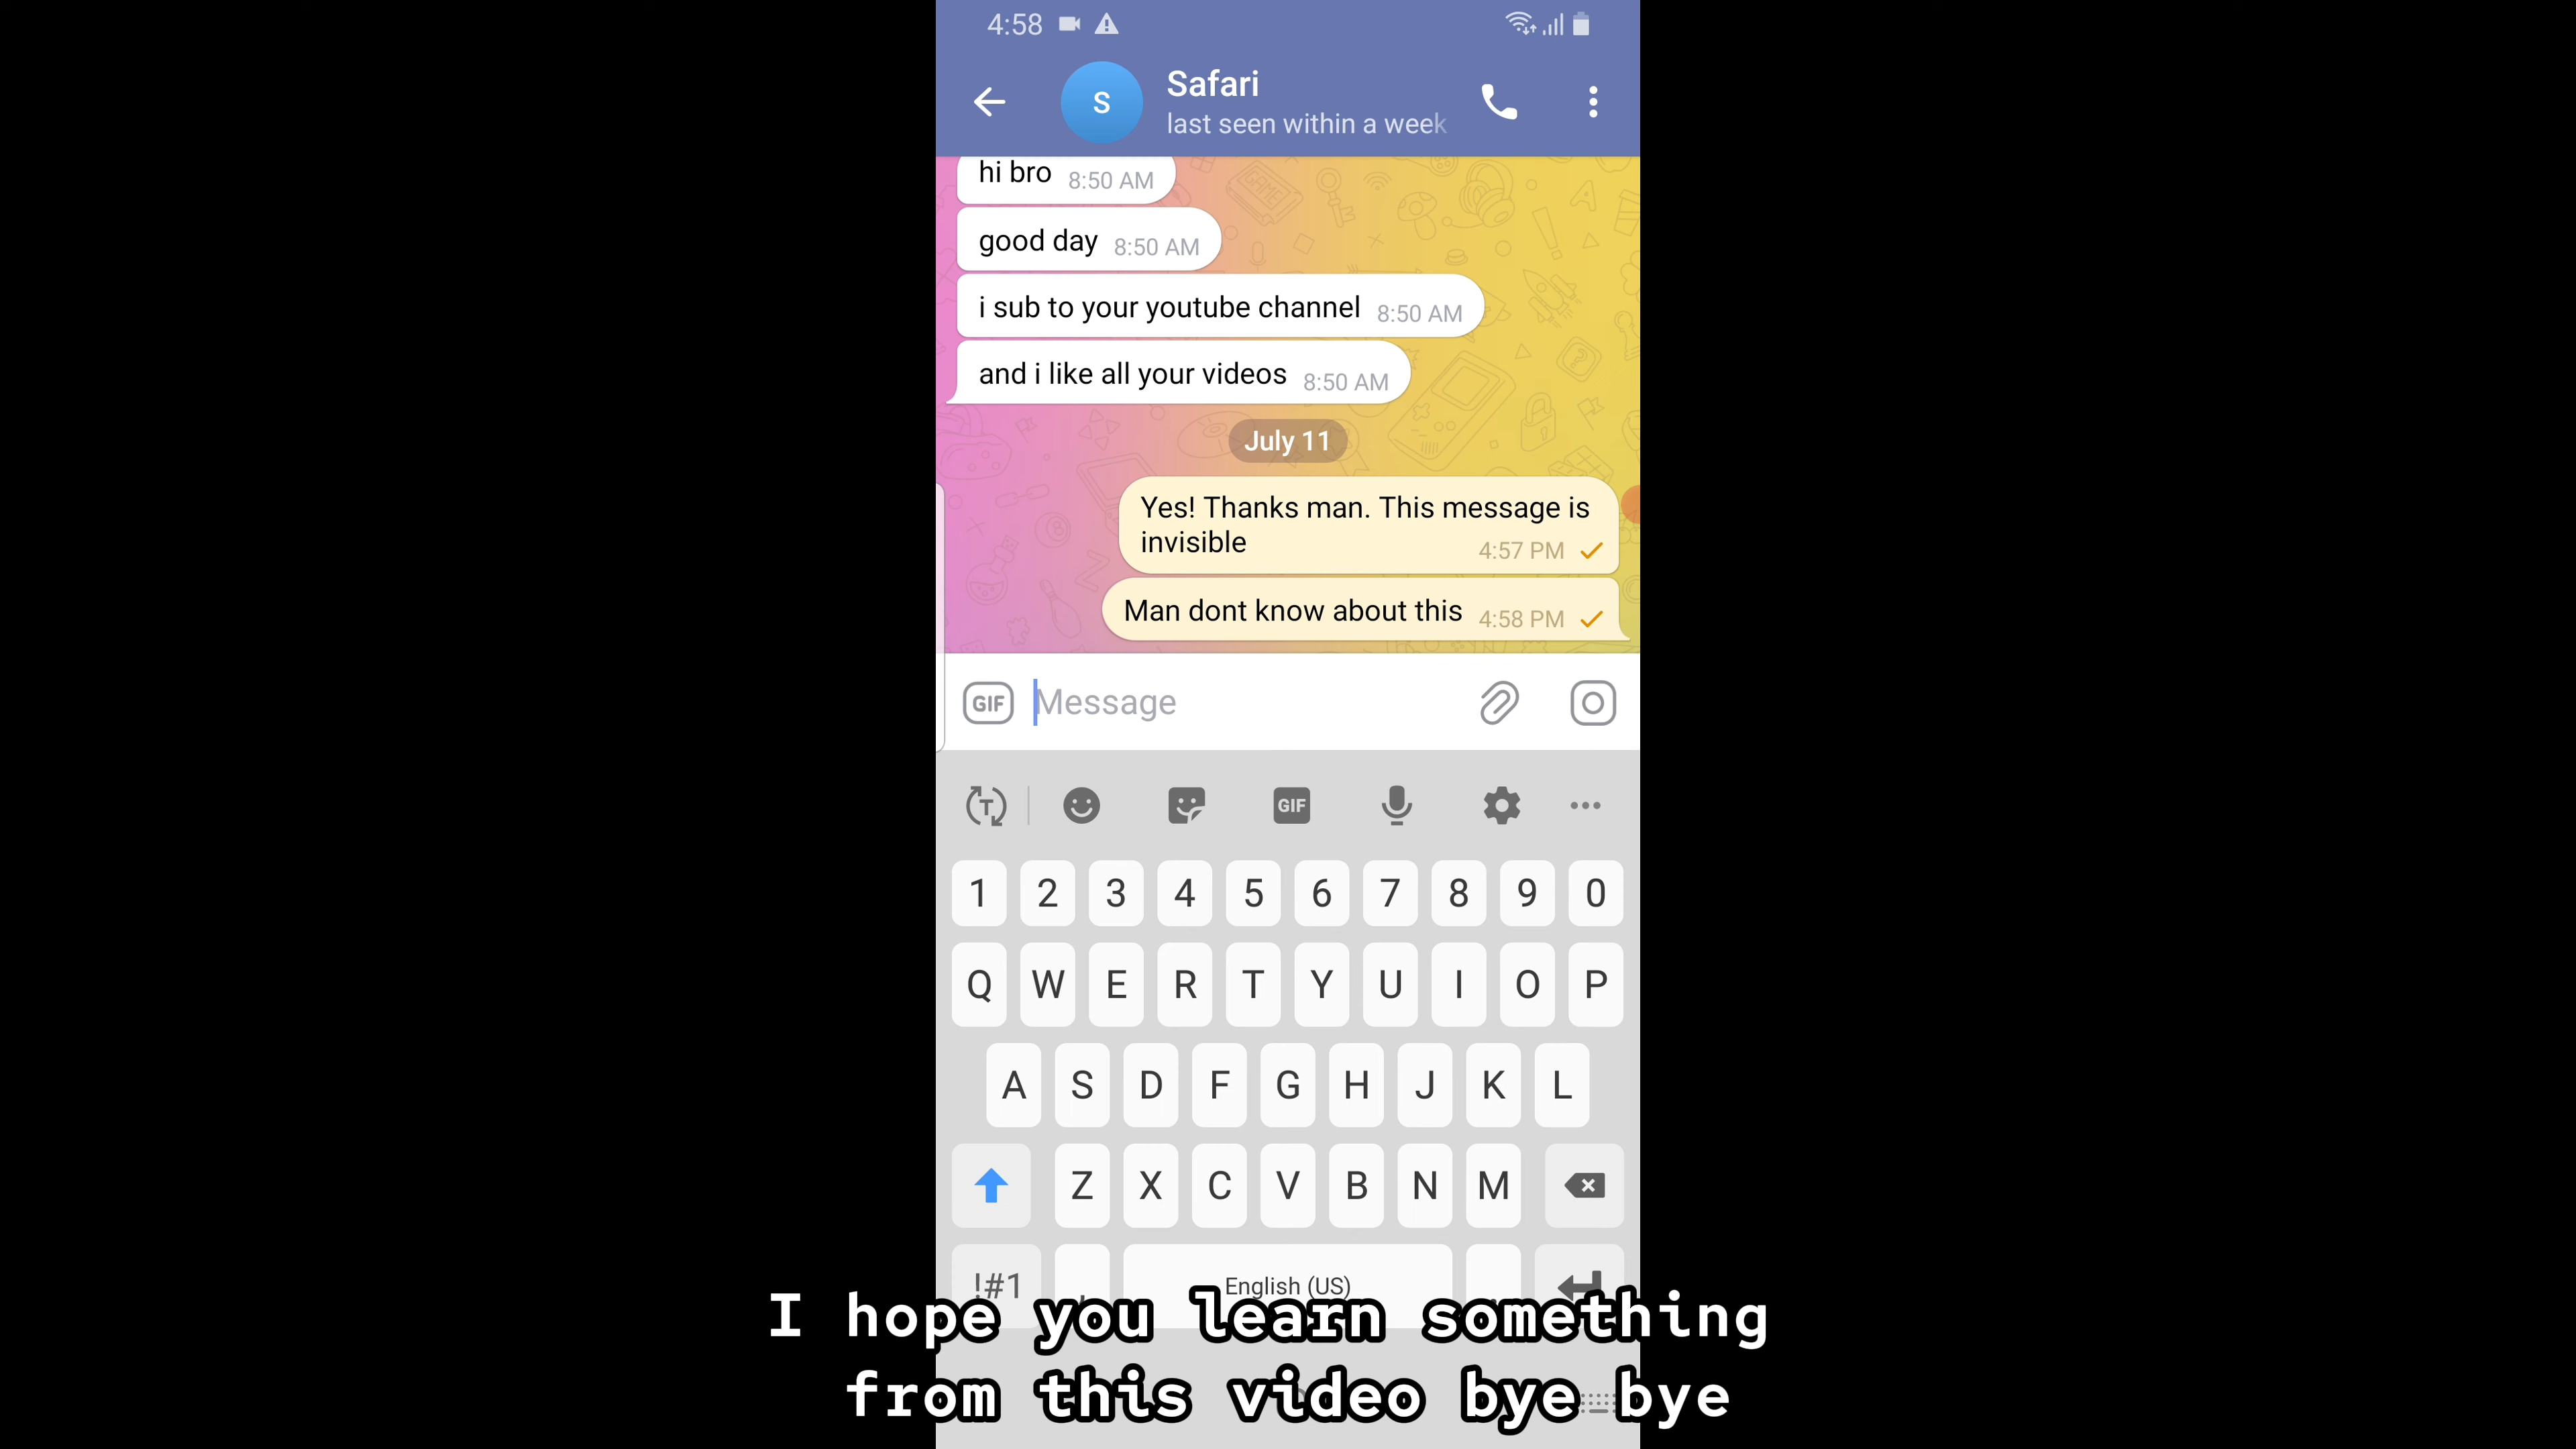 4:58
S
Safari
last seen within a week
hi bro 8:50 AM
good day 8:50 AM
i sub to your youtube channel 8:50 AM
and i like all your videos 8:50 AM
July 11
Yes! Thanks man. This message is
invisible 4:57 PM
Man dont know about this 4:58 PM
GIF Message
GIF
1 2 3 4 5 6 7 8 9 0
Q W E R T Y U I O P
A S D F G H J K L
Z X C V B N M
!#1 , English (US) .
I hope you learn something
from this video bye bye